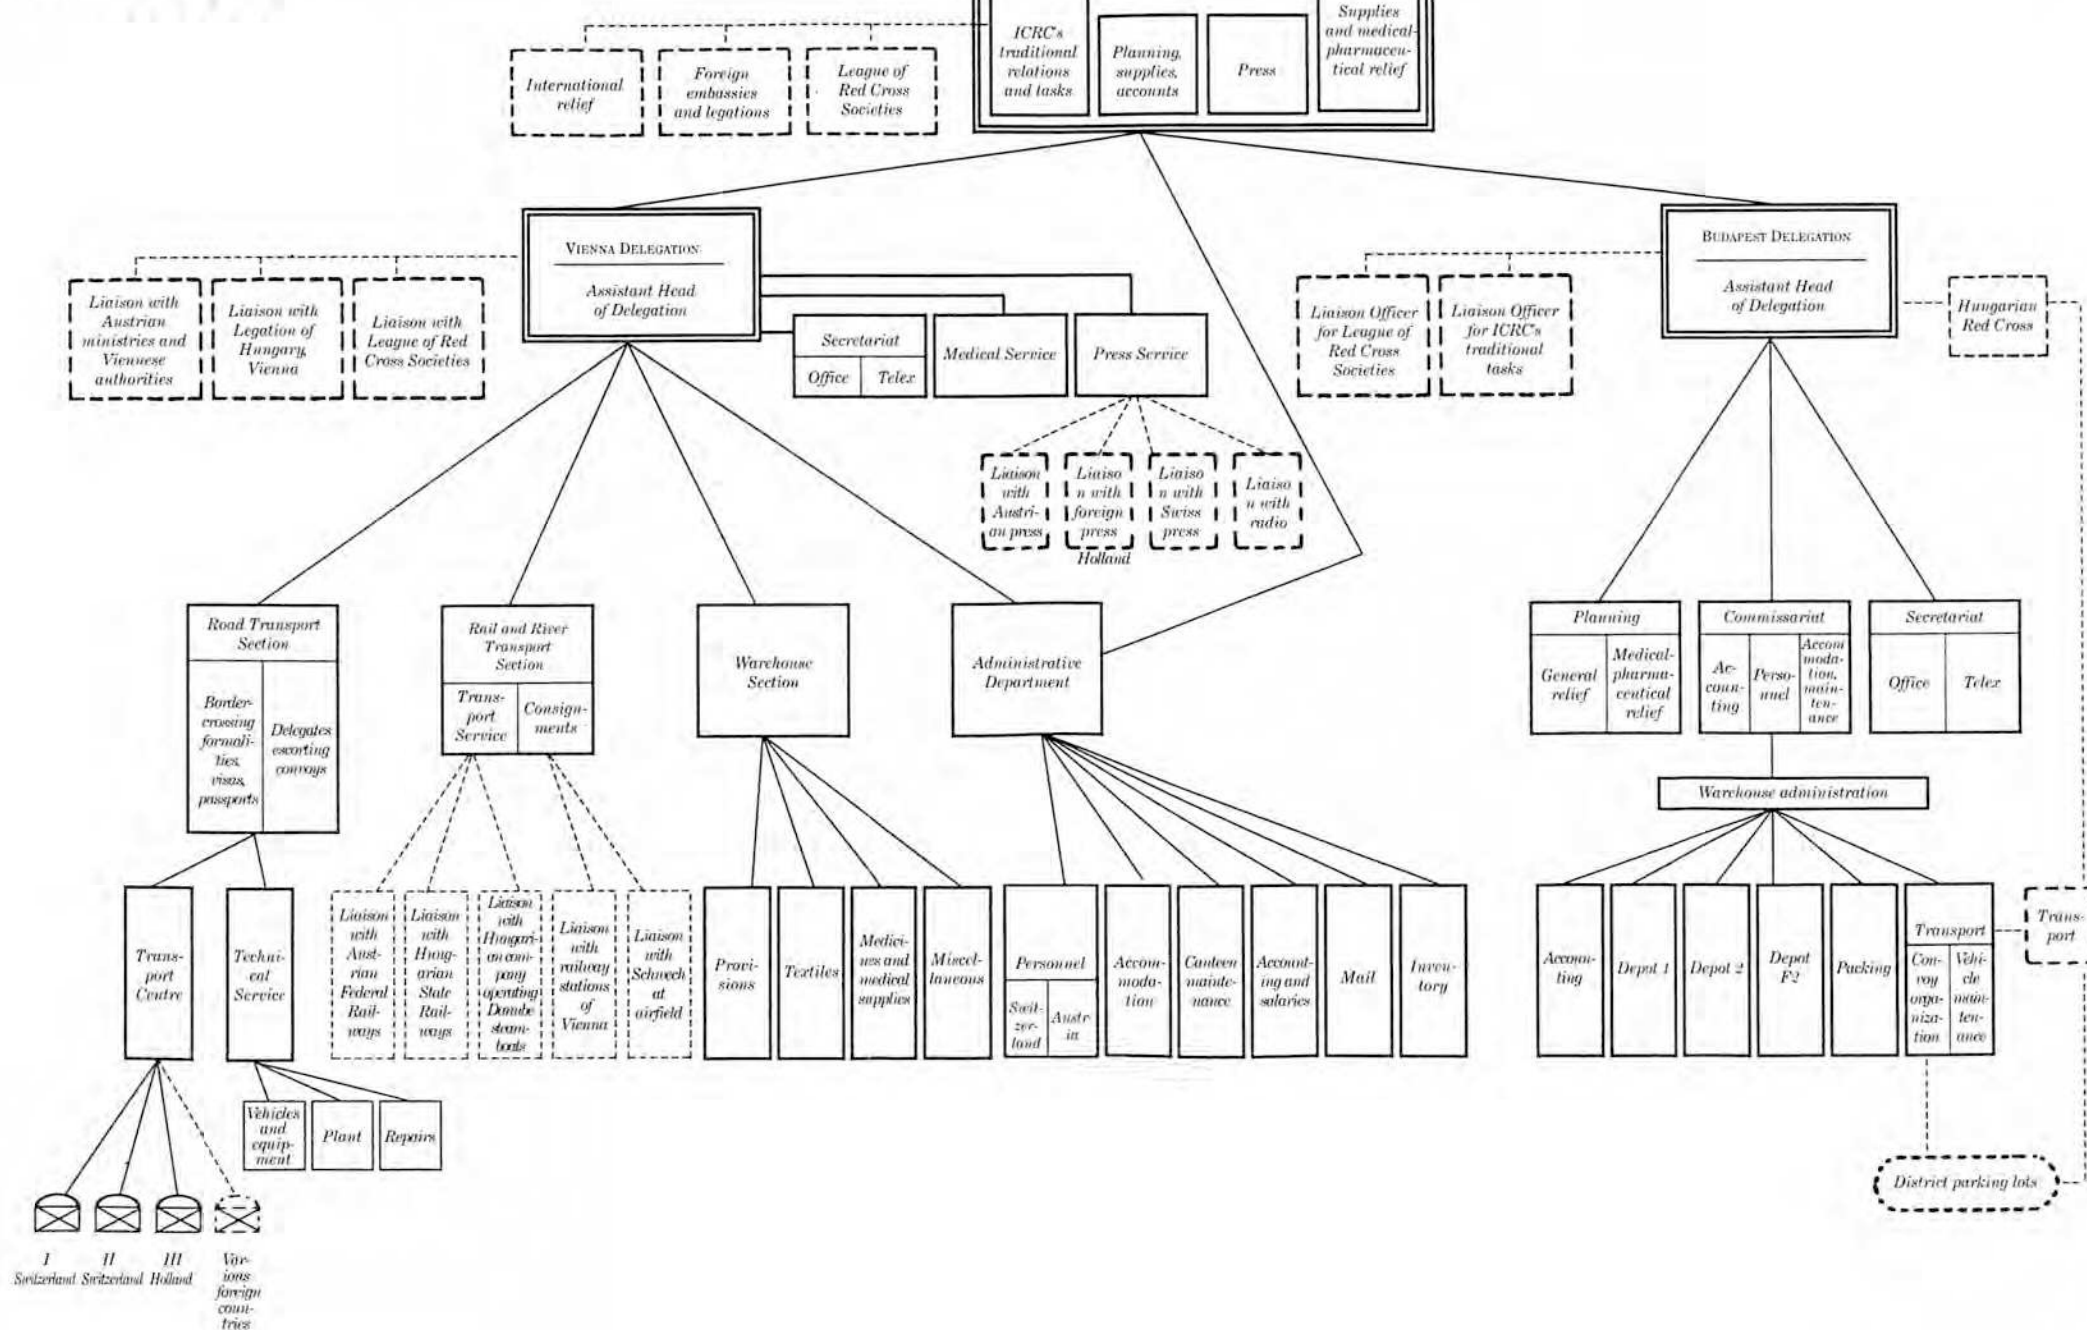 International
relief
Foreign
embassies
and legations
League of
Red Cross
Societies
ICRC's
traditional
relations
and tasks
Planning,
supplies,
accounts
Press
Supplies
and medical-
pharmaceu-
tical relief
VIENNA DELEGATION
Assistant Head
of Delegation
Liaison with
Austrian
ministries and
Viennese
authorities
Liaison with
Legation of
Hungary,
Vienna
Liaison with
League of Red
Cross Societies
Secretariat
Office
Telex
Medical Service
Press Service
Liaison
with
Austri-
an press
Liaiso
n with
foreign
press
Holland
Liaiso
n with
Swiss
press
Liaiso
n with
radio
BUDAPEST DELEGATION
Assistant Head
of Delegation
Liaison Officer
for League of
Red Cross
Societies
Liaison Officer
for ICRC's
traditional
tasks
Hungarian
Red Cross
Road Transport
Section
Border-
crossing
formali-
ties,
visas,
passports
Delegates
escorting
convoys
Rail and River
Transport
Section
Trans-
port
Service
Consign-
ments
Warehouse
Section
Administrative
Department
Planning
General
relief
Medical-
pharma-
ceutical
relief
Commissariat
Ac-
coun-
ting
Perso-
nnel
Accom
moda-
tion,
main-
ten-
ance
Secretariat
Office
Telex
Warehouse administration
Trans-
port
Centre
Techni-
cal
Service
Liaison
with
Aust-
rian
Federal
Rail-
ways
Liaison
with
Hung-
arian
State
Rail-
ways
Liaison
with
Hungari-
an com-
pany
operating
Danube
steam-
boats
Liaison
with
railway
stations
of
Vienna
Liaison
with
Schwech
at
airfield
Provi-
sions
Textiles
Medici-
nes and
medical
supplies
Miscel-
laneous
Personnel
Swit-
zer-
land
Austr
ia
Accom-
moda-
tion
Canteen
mainte-
nance
Account-
ing and
salaries
Mail
Inven-
tory
Accoun-
ting
Depot 1
Depot 2
Depot
F2
Packing
Transport
Con-
voy
orga-
niza-
tion
Vehi-
cle
main-
ten-
ance
Trans-
port
Vehicles
and
equip-
ment
Plant
Repairs
District parking lots
I
Switzerland
II
Switzerland
III
Holland
Var-
ious
foreign
coun-
tries